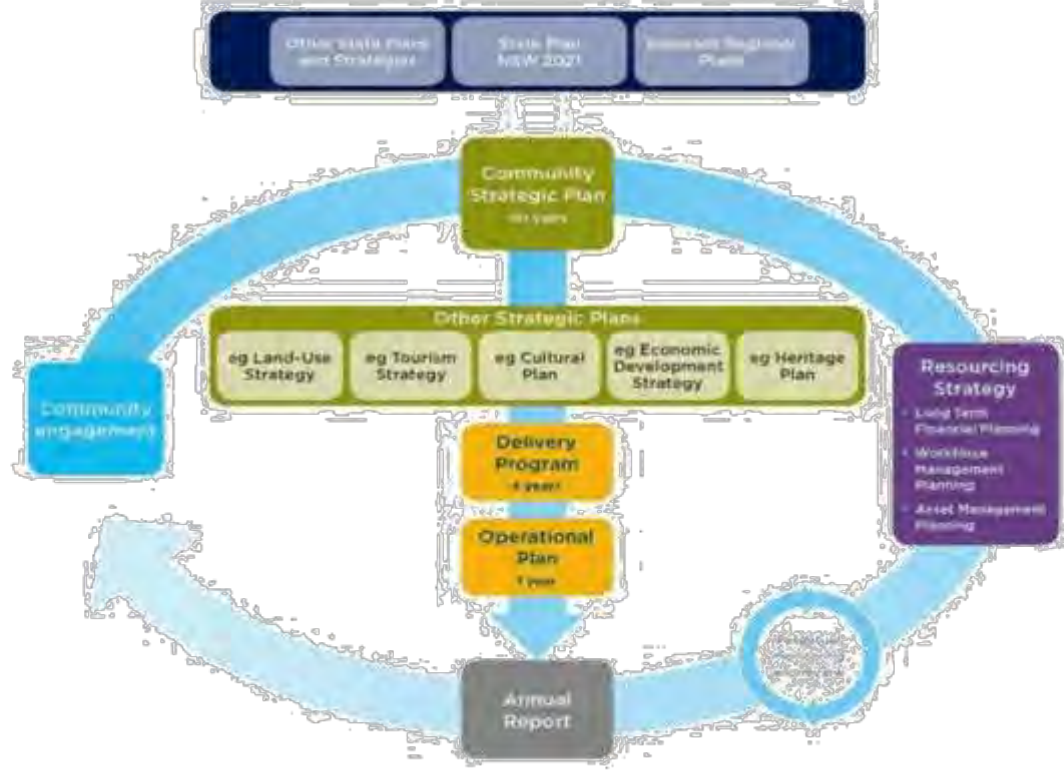 Other State Plans
and Strategies
State Plan
NSW 2021
Relevant Regional
Plans
Community
Strategic Plan
10+ years
Other Strategic Plans
eg Land-Use
Strategy
eg Tourism
Strategy
eg Cultural
Plan
eg Economic
Development
Strategy
eg Heritage
Plan
Community
engagement
Resourcing
Strategy
• Long Term
Financial Planning
• Workforce
Management
Planning
• Asset Management
Planning
Delivery
Program
4 years
Operational
Plan
1 year
Annual
Report